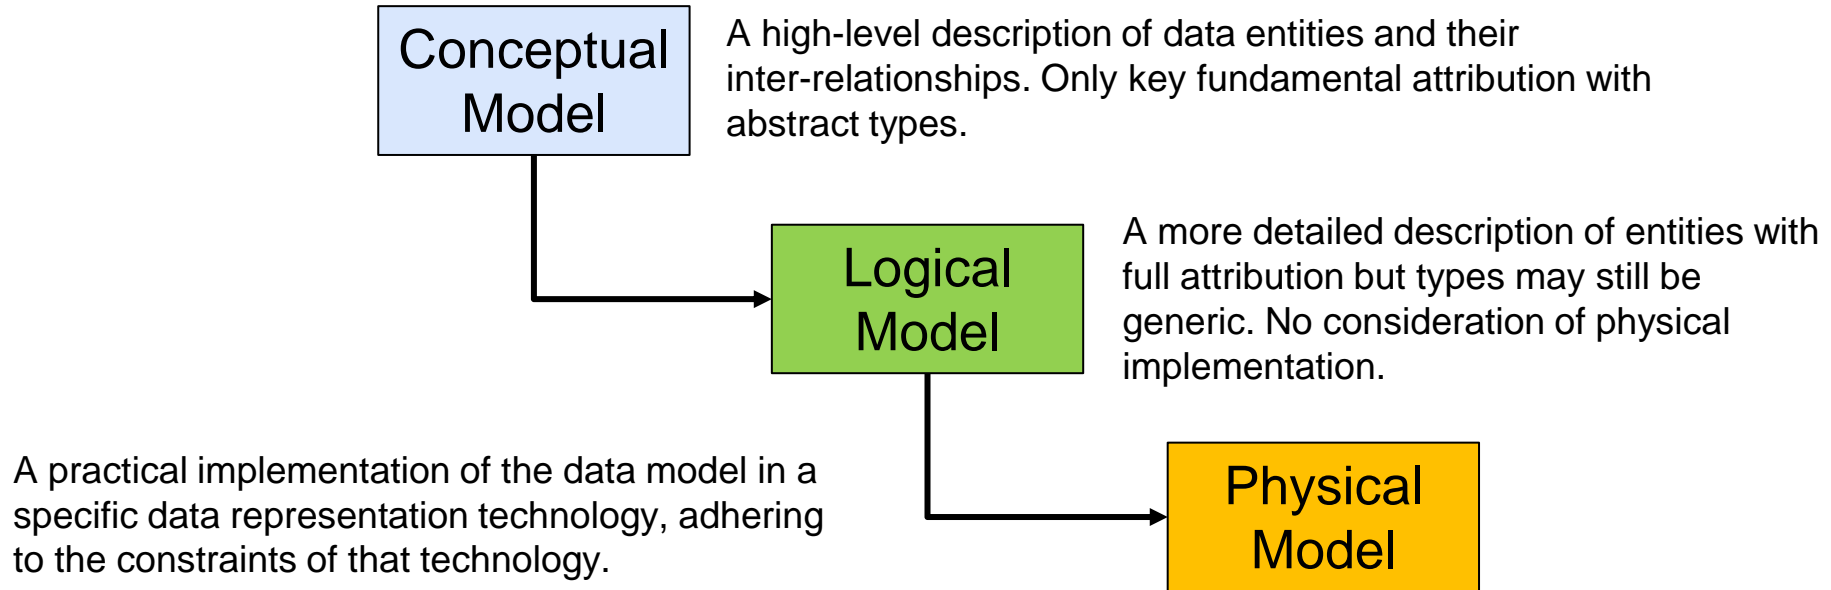 Conceptual
Model
A high-level description of data entities and their
inter-relationships. Only key fundamental attribution with
abstract types.
Logical
Model
A more detailed description of entities with
full attribution but types may still be
generic. No consideration of physical
implementation.
Physical
Model
A practical implementation of the data model in a
specific data representation technology, adhering
to the constraints of that technology.